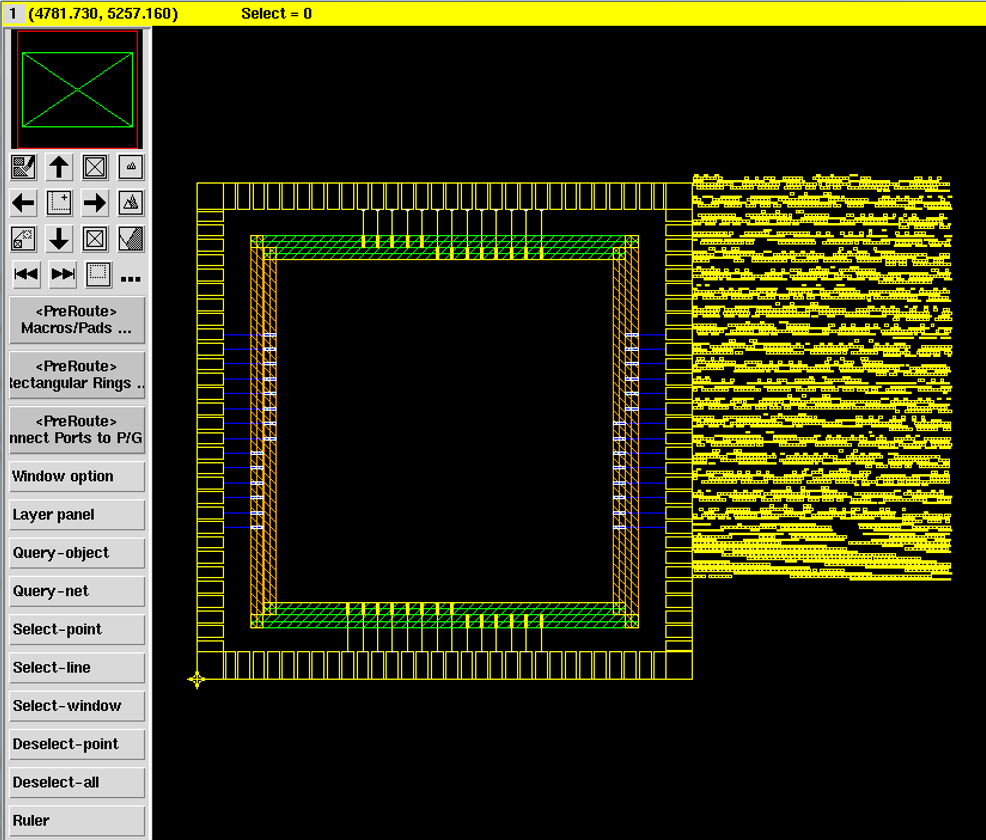 1 (4781.730, 5257.160) Select = 0
...
<PreRoute>
Macros/Pads ...
<PreRoute>
Rectangular Rings ..
<PreRoute>
nnect Ports to P/G
Window option
Layer panel
Query-object
Query-net
Select-point
Select-line
Select-window
Deselect-point
Deselect-all
Ruler